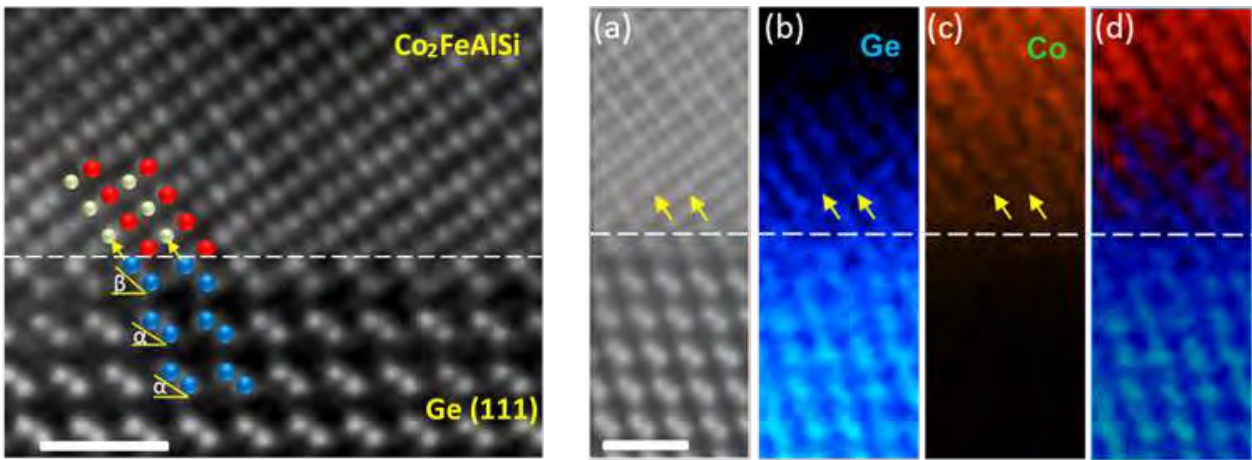 Co₂FeAlSi
β
α
α
Ge (111)
(a)
(b)
Ge
(c)
Co
(d)